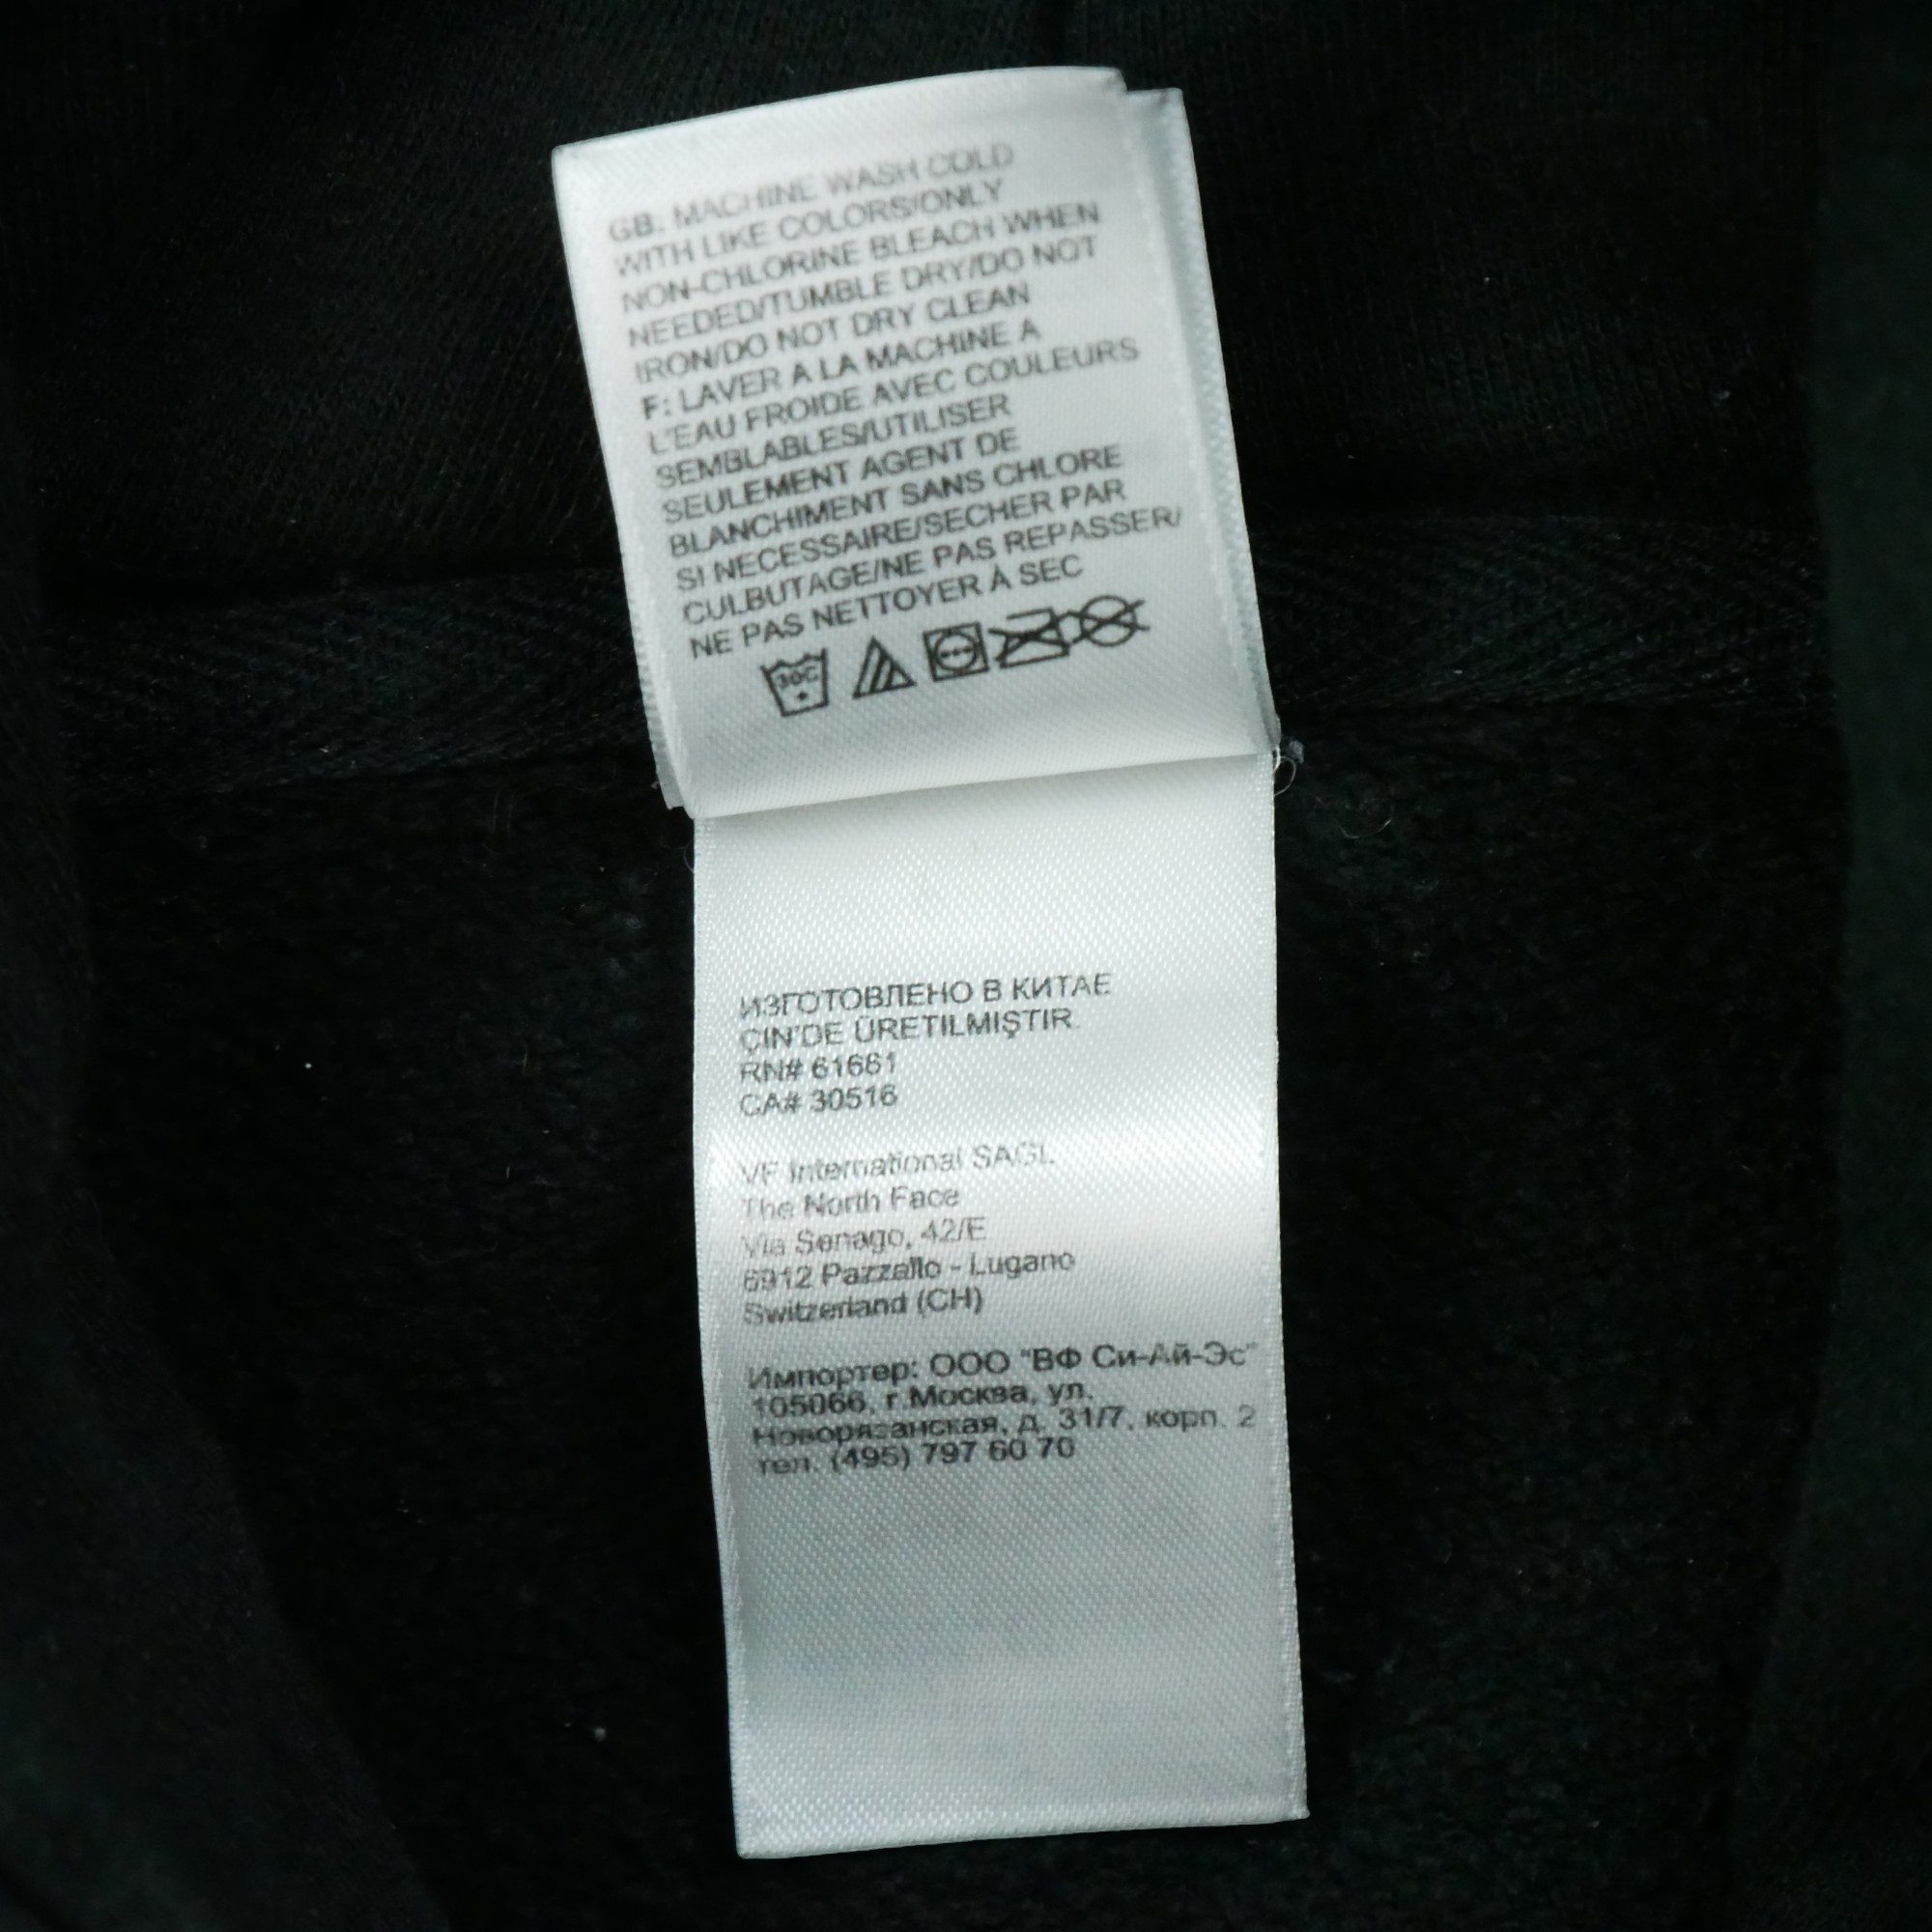 GB: MACHINE WASH COLD
WITH LIKE COLORS/ONLY
NON-CHLORINE BLEACH WHEN
NEEDED/TUMBLE DRY/DO NOT
IRON/DO NOT DRY CLEAN
F: LAVER A LA MACHINE A
L'EAU FROIDE AVEC COULEURS
SEMBLABLES/UTILISER
SEULEMENT AGENT DE
BLANCHIMENT SANS CHLORE
SI NECESSAIRE/SECHER PAR
CULBUTAGE/NE PAS REPASSER/
NE PAS NETTOYER À SEC
30C
ИЗГОТОВЛЕНО В КИТАЕ
ÇIN'DE ÜRETILMIŞTIR.
RN# 61661
CA# 30516
VF International SAGL
The North Face
Via Senago, 42/E
6912 Pazzallo - Lugano
Switzerland (CH)
Импортер: ООО "ВФ Си-Ай-Эс"
105066, г.Москва, ул.
Новорязанская, д. 31/7, корп. 2
тел. (495) 797 60 70